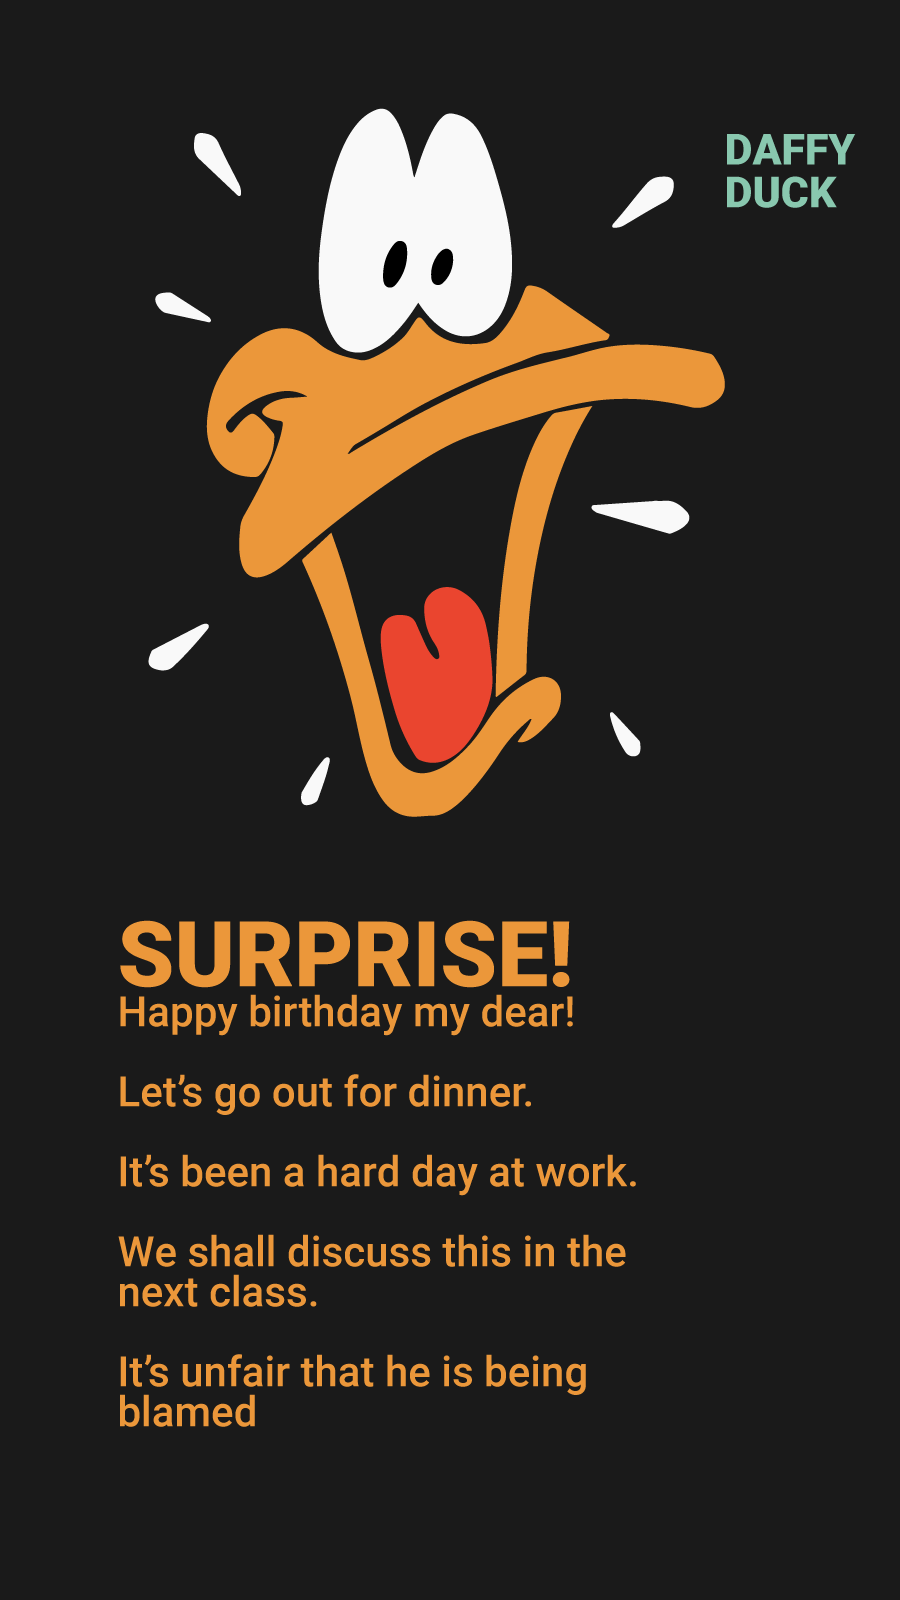 DAFFY
DUCK
SURPRISE!
Happy birthday my dear!
Let’s go out for dinner.
It’s been a hard day at work.
We shall discuss this in the
next class.
It’s unfair that he is being
blamed